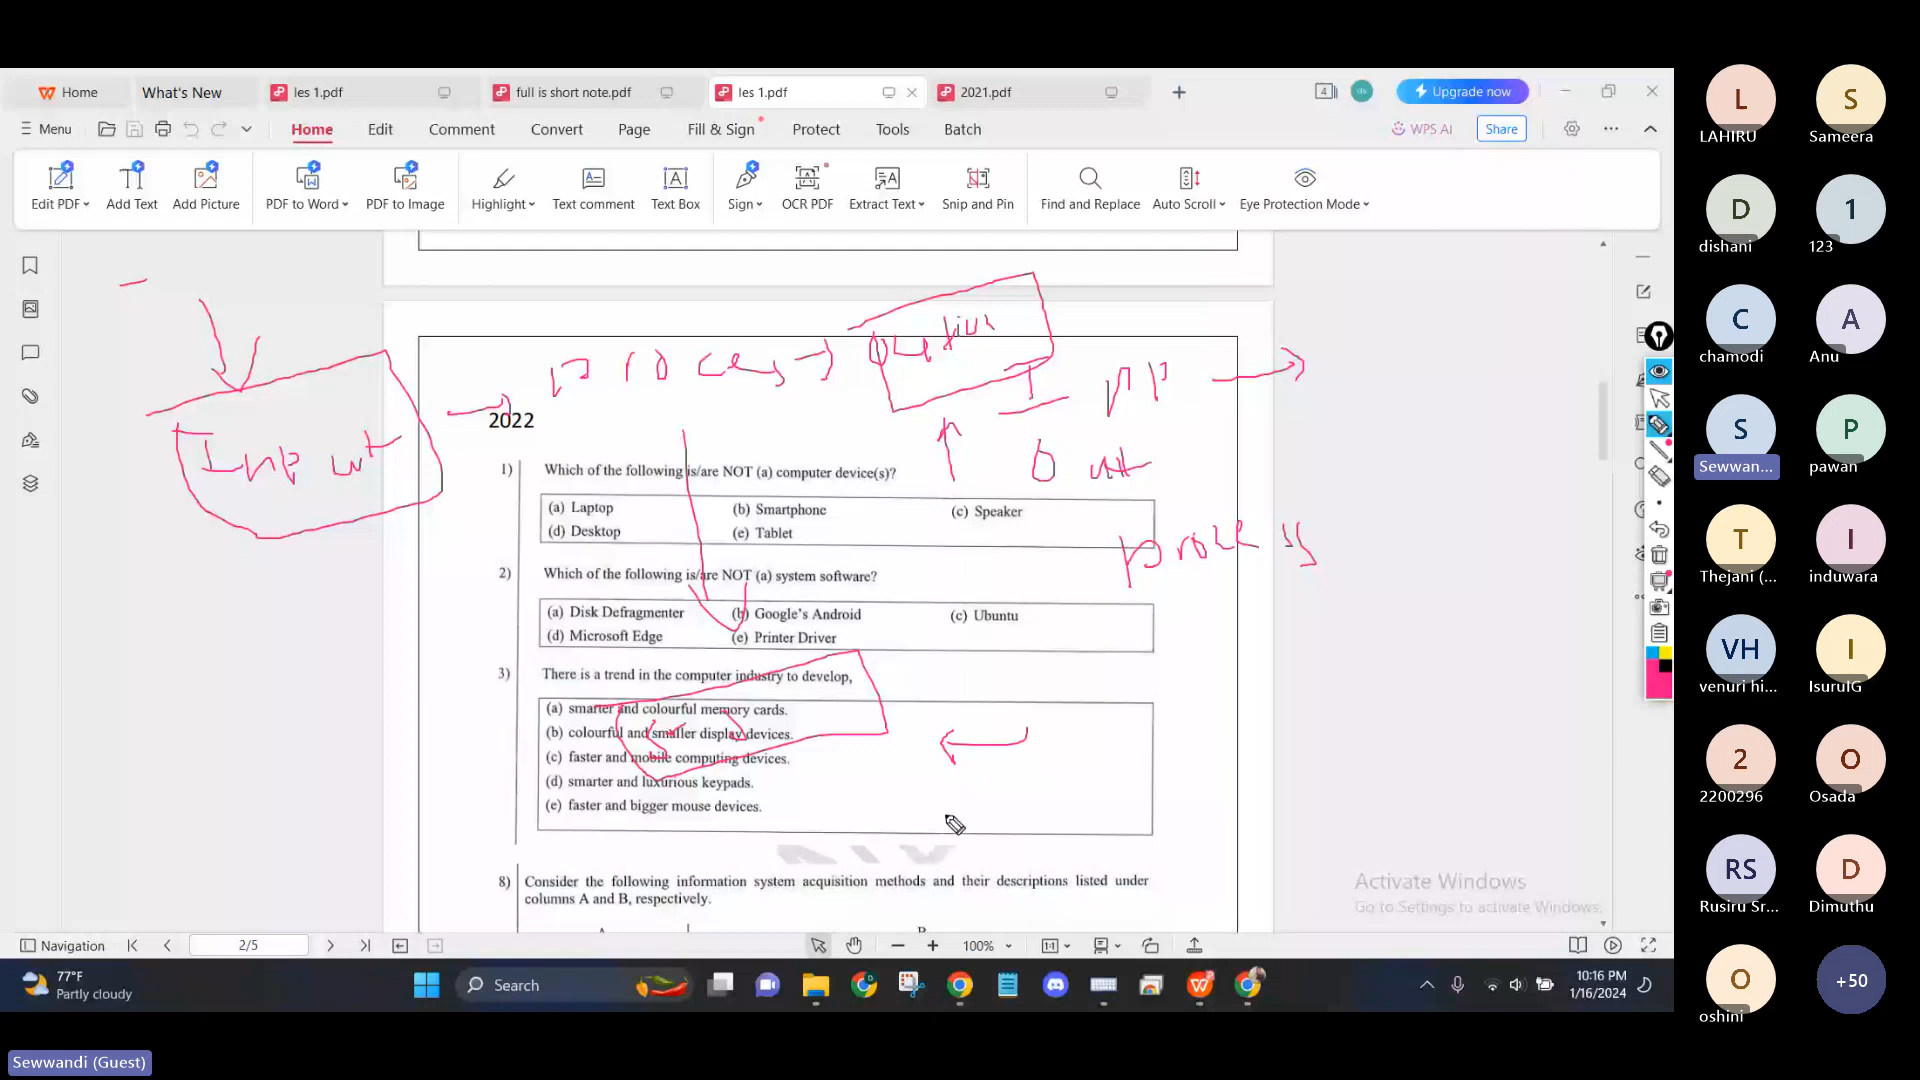 Home
What's New
les 1.pdf
full is short note.pdf
les 1.pdf
2021.pdf
4
Upgrade now
Menu
Home
Edit
Comment
Convert
Page
Fill & Sign
Protect
Tools
Batch
WPS AI
Share
Edit PDF
Add Text
Add Picture
PDF to Word
PDF to Image
Highlight
Text comment
Text Box
Sign
OCR PDF
Extract Text
Snip and Pin
Find and Replace
Auto Scroll
Eye Protection Mode
process
Input
out
process
2022
1) Which of the following is/are NOT (a) computer device(s)?
(a) Laptop (b) Smartphone (c) Speaker
(d) Desktop (e) Tablet
2) Which of the following is/are NOT (a) system software?
(a) Disk Defragmenter (b) Google's Android (c) Ubuntu
(d) Microsoft Edge (e) Printer Driver
3) There is a trend in the computer industry to develop,
(a) smarter and colourful memory cards.
(b) colourful and smaller display devices.
(c) faster and mobile computing devices.
(d) smarter and luxurious keypads.
(e) faster and bigger mouse devices.
8) Consider the following information system acquisition methods and their descriptions listed under
columns A and B, respectively.
A B
Activate Windows
Go to Settings to activate Windows.
Navigation
2/5
100%
77°F
Partly cloudy
Search
10:16 PM
1/16/2024
Sewwandi (Guest)
L
LAHIRU
S
Sameera
D
dishani
1
123
C
chamodi
A
Anu
S
Sewwan...
P
pawan
T
Thejani (...
I
induwara
VH
venuri hi...
I
IsuruIG
2
2200296
O
Osada
RS
Rusiru Sr...
D
Dimuthu
O
oshini
+50